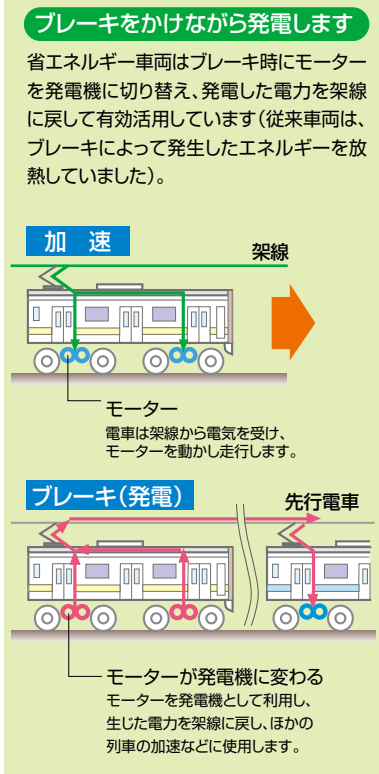 ブレーキをかけながら発電します
省エネルギー車両はブレーキ時にモーター
を発電機に切り替え、発電した電力を架線
に戻して有効活用しています（従来車両は、
ブレーキによって発生したエネルギーを放
熱していました）。
加　速
架線
モーター
電車は架線から電気を受け、
モーターを動かし走行します。
ブレーキ（発電）
先行電車
モーターが発電機に変わる
モーターを発電機として利用し、
生じた電力を架線に戻し、ほかの
列車の加速などに使用します。